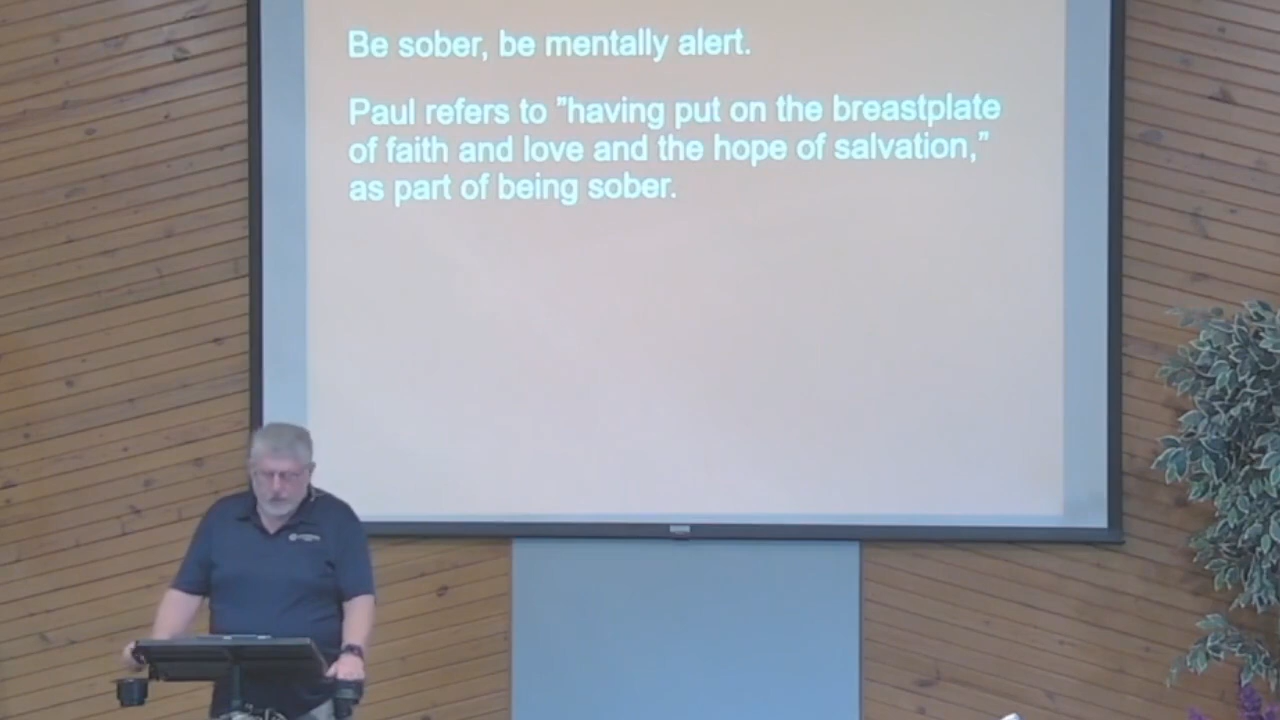 Be sober, be mentally alert.
Paul refers to ”having put on the breastplate
of faith and love and the hope of salvation,”
as part of being sober.